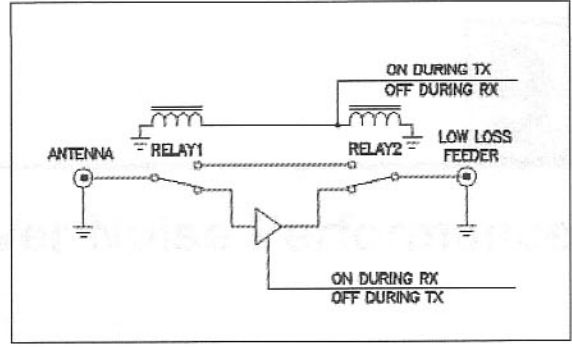 ON DURING TX
OFF DURING RX
ANTENNA
RELAY1
RELAY2
LOW LOSS
FEEDER
ON DURING RX
OFF DURING TX